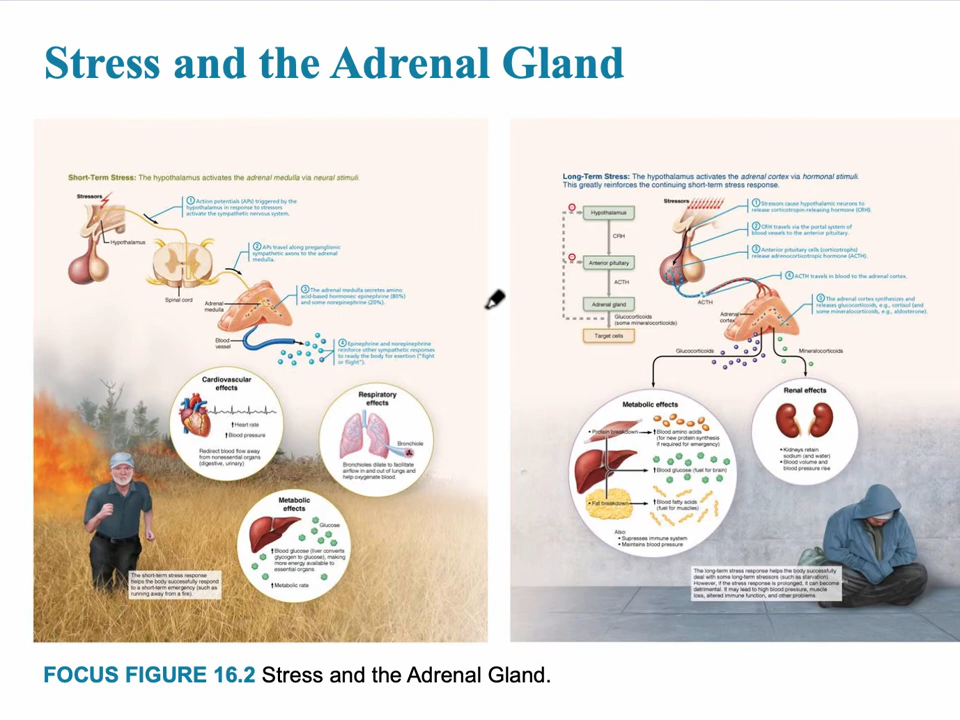 Stress and the Adrenal Gland
Short-Term Stress: The hypothalamus activates the adrenal medulla via neural stimuli.
Stressors
① Action potentials (APs) triggered by the
hypothalamus in response to stressors
activate the sympathetic nervous system.
Hypothalamus
② APs travel along preganglionic
sympathetic axons to the adrenal
medulla.
Spinal cord
③ The adrenal medulla secretes amino
acid-based hormones: epinephrine (80%)
and some norepinephrine (20%).
Adrenal
medulla
Blood
vessel
④ Epinephrine and norepinephrine
reinforce other sympathetic responses
to ready the body for exertion ("fight
or flight").
Cardiovascular
effects
↑Heart rate
↑Blood pressure
Redirect blood flow away
from nonessential organs
(digestive, urinary)
Respiratory
effects
Bronchiole
Bronchioles dilate to facilitate
airflow in and out of lungs and
help oxygenate blood.
Metabolic
effects
Glucose
↑Blood glucose (liver converts
glycogen to glucose), making
more energy available to
essential organs
↑Metabolic rate
The short-term stress response
helps the body successfully respond
to a short-term emergency (such as
running away from a fire).
Long-Term Stress: The hypothalamus activates the adrenal cortex via hormonal stimuli.
This greatly reinforces the continuing short-term stress response.
Hypothalamus
CRH
Anterior pituitary
ACTH
Adrenal gland
Glucocorticoids
(some mineralocorticoids)
Target cells
Stressors
① Stressors cause hypothalamic neurons to
release corticotropin-releasing hormone (CRH).
② CRH travels via the portal system of
blood vessels to the anterior pituitary.
③ Anterior pituitary cells (corticotrophs)
release adrenocorticotropic hormone (ACTH).
④ ACTH travels in blood to the adrenal cortex.
ACTH
⑤ The adrenal cortex synthesizes and
releases glucocorticoids, e.g., cortisol (and
some mineralocorticoids, e.g., aldosterone).
Adrenal
cortex
Glucocorticoids
Mineralocorticoids
Metabolic effects
• Protein breakdown
↑Blood amino acids
(for new protein synthesis
if required for emergency)
↑Blood glucose (fuel for brain)
• Fat breakdown
↑Blood fatty acids
(fuel for muscles)
Also:
• Supresses immune system
• Maintains blood pressure
Renal effects
• Kidneys retain
sodium (and water)
• Blood volume and
blood pressure rise
The long-term stress response helps the body successfully
deal with some long-term stressors (such as starvation).
However, if the stress response is prolonged, it can become
detrimental. It may lead to high blood pressure, muscle
loss, altered immune function, and other problems.
FOCUS FIGURE 16.2 Stress and the Adrenal Gland.